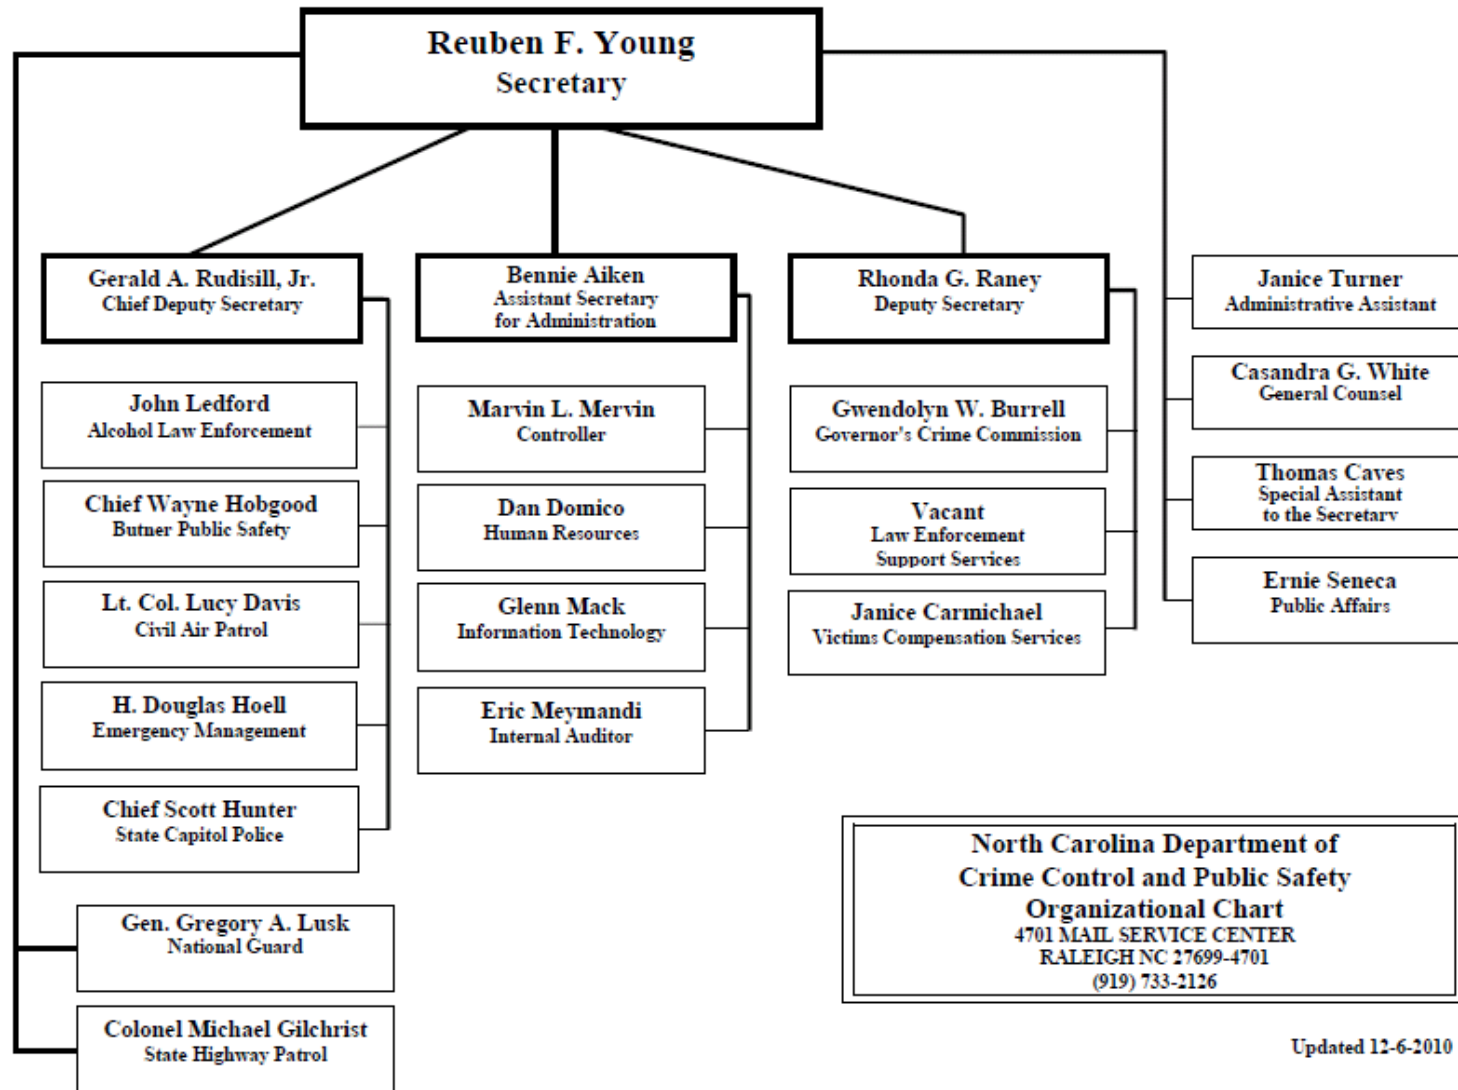 Reuben F. Young
Secretary
Gerald A. Rudisill, Jr.
Chief Deputy Secretary
John Ledford
Alcohol Law Enforcement
Chief Wayne Hobgood
Butner Public Safety
Lt. Col. Lucy Davis
Civil Air Patrol
H. Douglas Hoell
Emergency Management
Chief Scott Hunter
State Capitol Police
Gen. Gregory A. Lusk
National Guard
Colonel Michael Gilchrist
State Highway Patrol
Bennie Aiken
Assistant Secretary
for Administration
Marvin L. Mervin
Controller
Dan Domico
Human Resources
Glenn Mack
Information Technology
Eric Meymandi
Internal Auditor
Rhonda G. Raney
Deputy Secretary
Gwendolyn W. Burrell
Governor's Crime Commission
Vacant
Law Enforcement
Support Services
Janice Carmichael
Victims Compensation Services
Janice Turner
Administrative Assistant
Casandra G. White
General Counsel
Thomas Caves
Special Assistant
to the Secretary
Ernie Seneca
Public Affairs
North Carolina Department of
Crime Control and Public Safety
Organizational Chart
4701 MAIL SERVICE CENTER
RALEIGH NC 27699-4701
(919) 733-2126
Updated 12-6-2010